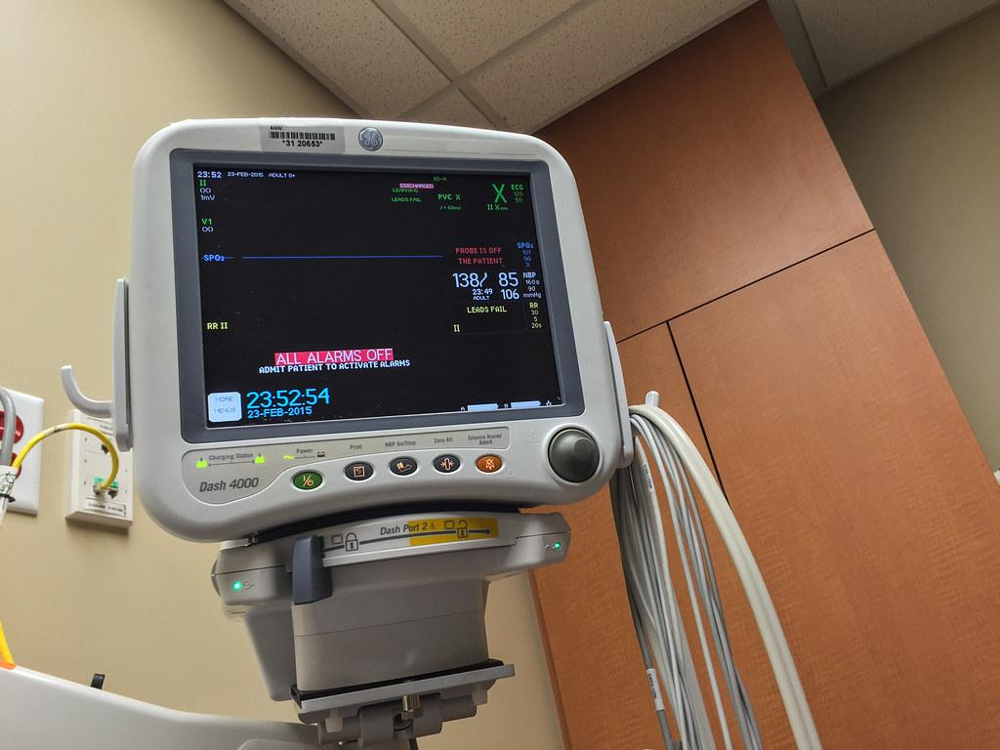 ANW
*31 20653*
GE
23:52 23-FEB-2015 ADULT
II
(X)
1mV
DISCHARGED
LEARNING
LEADS FAIL
PVC X
X
II X
ECG
120
50
V1
(X)
SPO2
PROBE IS OFF
THE PATIENT
SPO2
101
90
X
138/ 85
23:49 106
ADULT
NBP
160 s
90
mmHg
RR II
LEADS FAIL
II
RR
30
5
20s
ALL ALARMS OFF
ADMIT PATIENT TO ACTIVATE ALARMS
MORE
MENUS
23:52:54
23-FEB-2015
Charging Status
Power
Print
NBP Go/Stop
Zero All
Silence Alarm/
Admit
Dash 4000
Dash Port 2